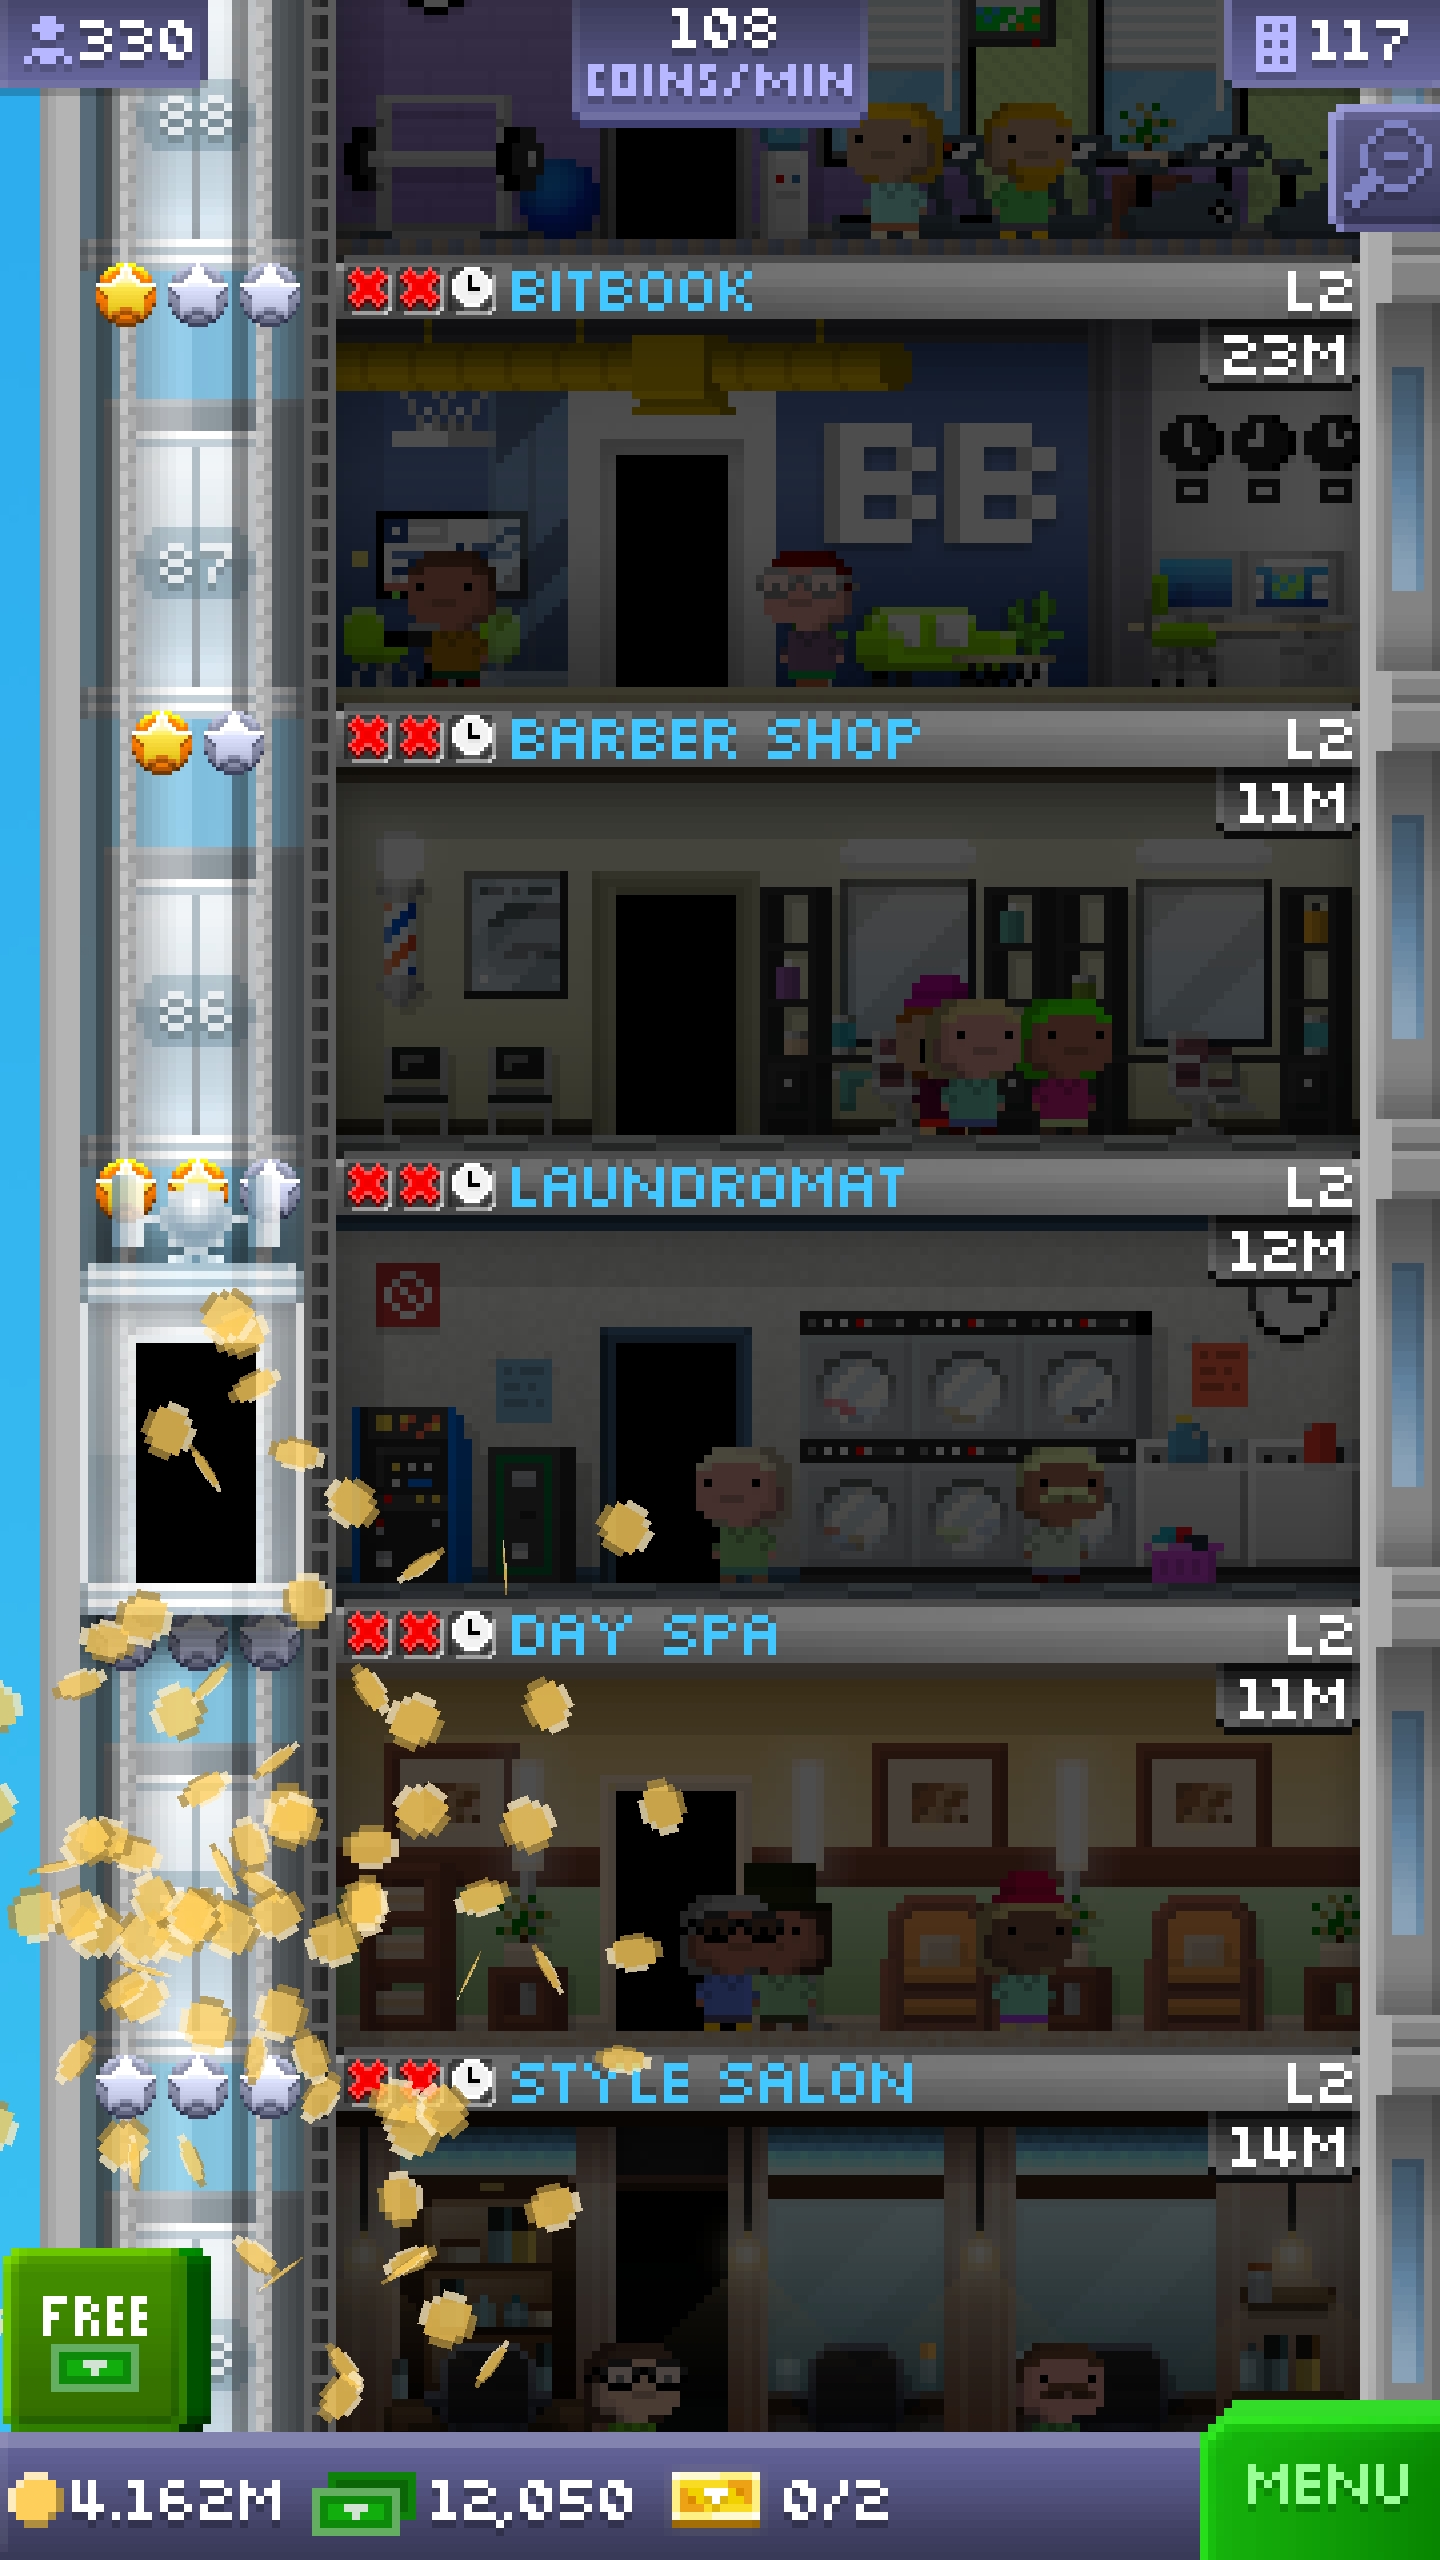 330
108
COINS/MIN
117
88
BITBOOK L2
23M
BB
87
BARBER SHOP L2
11M
86
LAUNDROMAT L2
12M
DAY SPA L2
11M
STYLE SALON L2
14M
FREE
4.162M 12,050 0/2
MENU